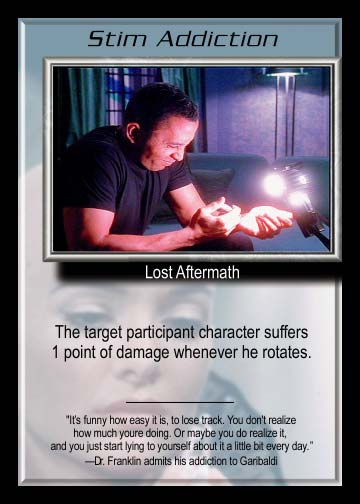 Stim Addiction
Lost Aftermath
The target participant character suffers
1 point of damage whenever he rotates.
"It's funny how easy it is, to lose track. You don't realize
how much youre doing. Or maybe you do realize it,
and you just start lying to yourself about it a little bit every day."
—Dr. Franklin admits his addiction to Garibaldi